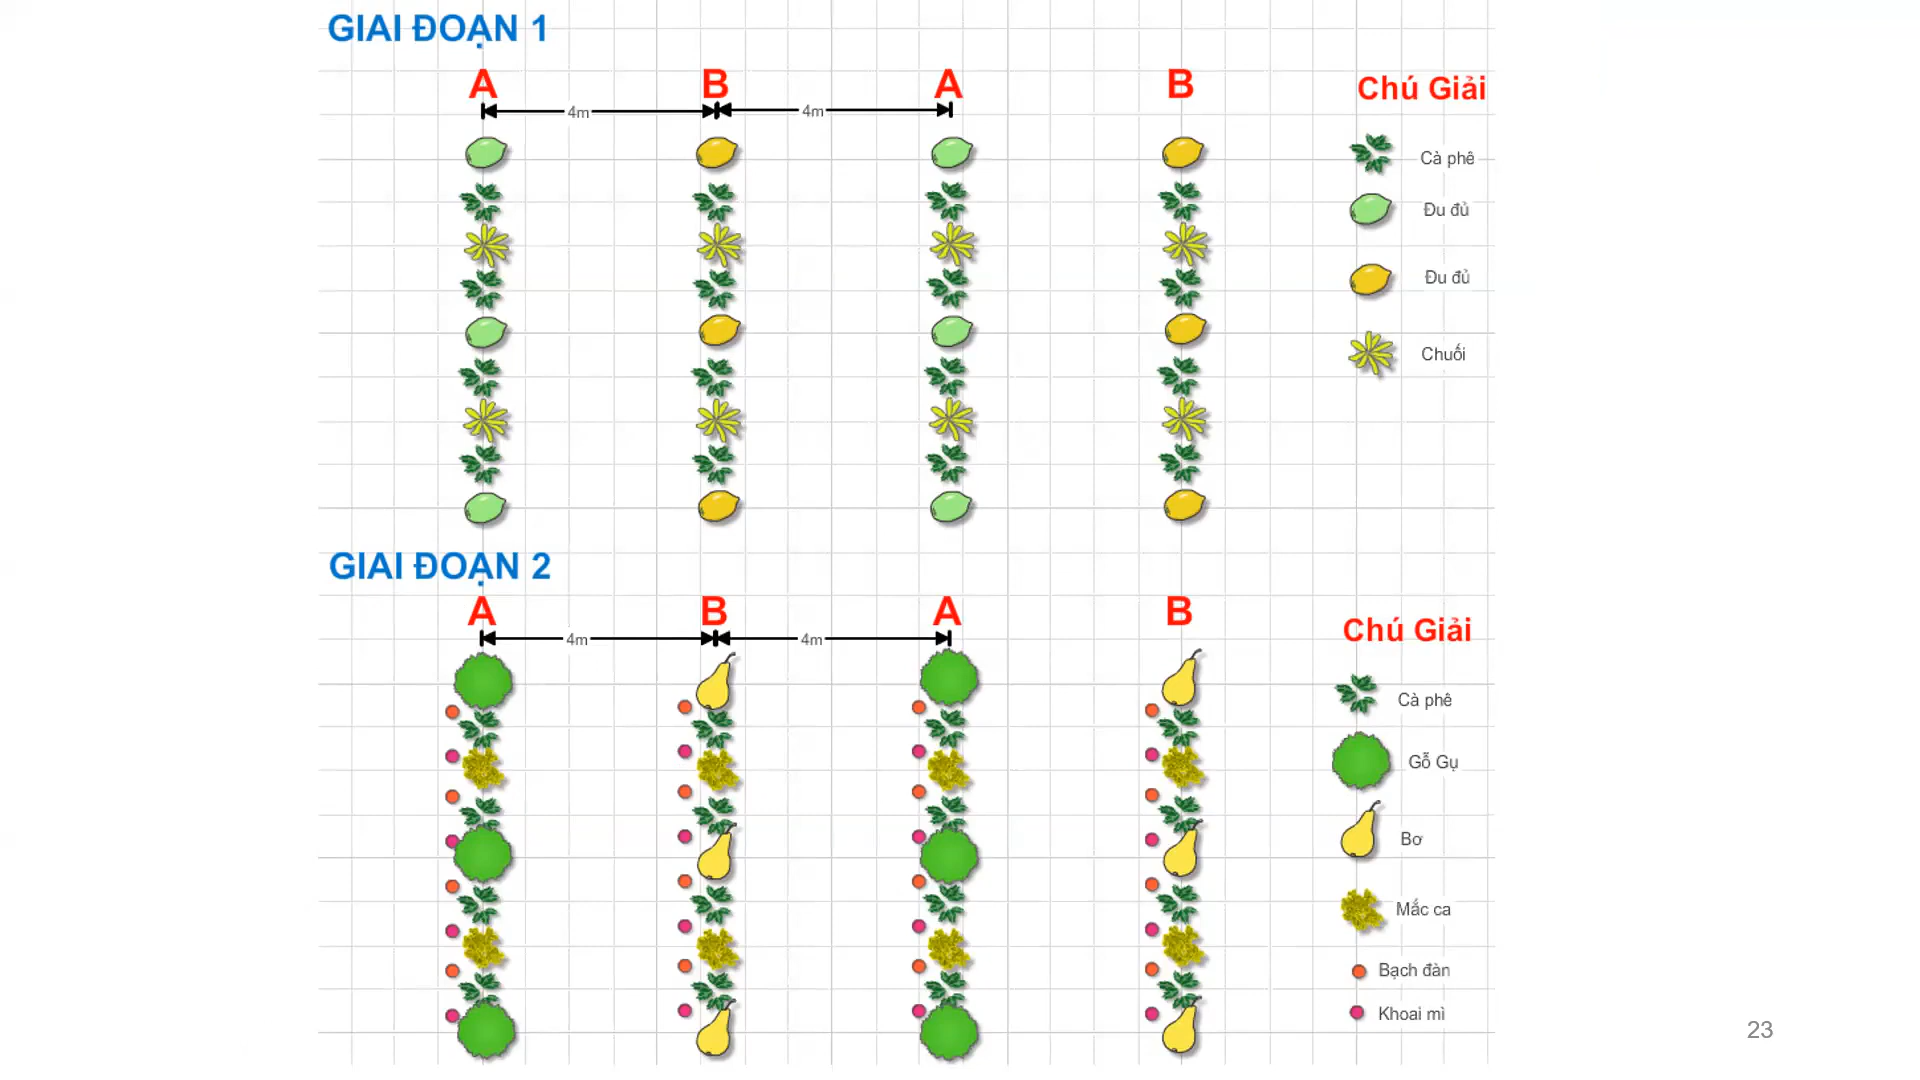 GIAI ĐOẠN 1
A B A B
4m 4m
Chú Giải
Cà phê
Đu đủ
Đu đủ
Chuối
GIAI ĐOẠN 2
A B A B
4m 4m
Chú Giải
Cà phê
Gỗ Gụ
Bơ
Mắc ca
Bạch đàn
Khoai mì
23